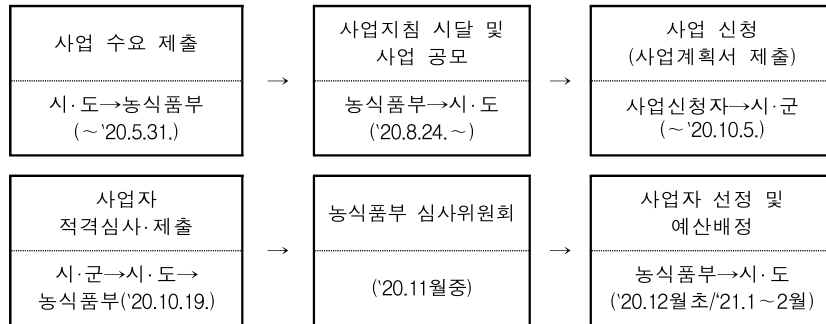 사업 수요 제출
시·도→농식품부
(～'20.5.31.)
→
사업지침 시달 및
사업 공모
농식품부→시·도
('20.8.24.～)
→
사업 신청
(사업계획서 제출)
사업신청자→시·군
(～'20.10.5.)
사업자
적격심사·제출
시·군→시·도→
농식품부('20.10.19.)
→
농식품부 심사위원회
('20.11월중)
→
사업자 선정 및
예산배정
농식품부→시·도
('20.12월초/'21.1～2월)